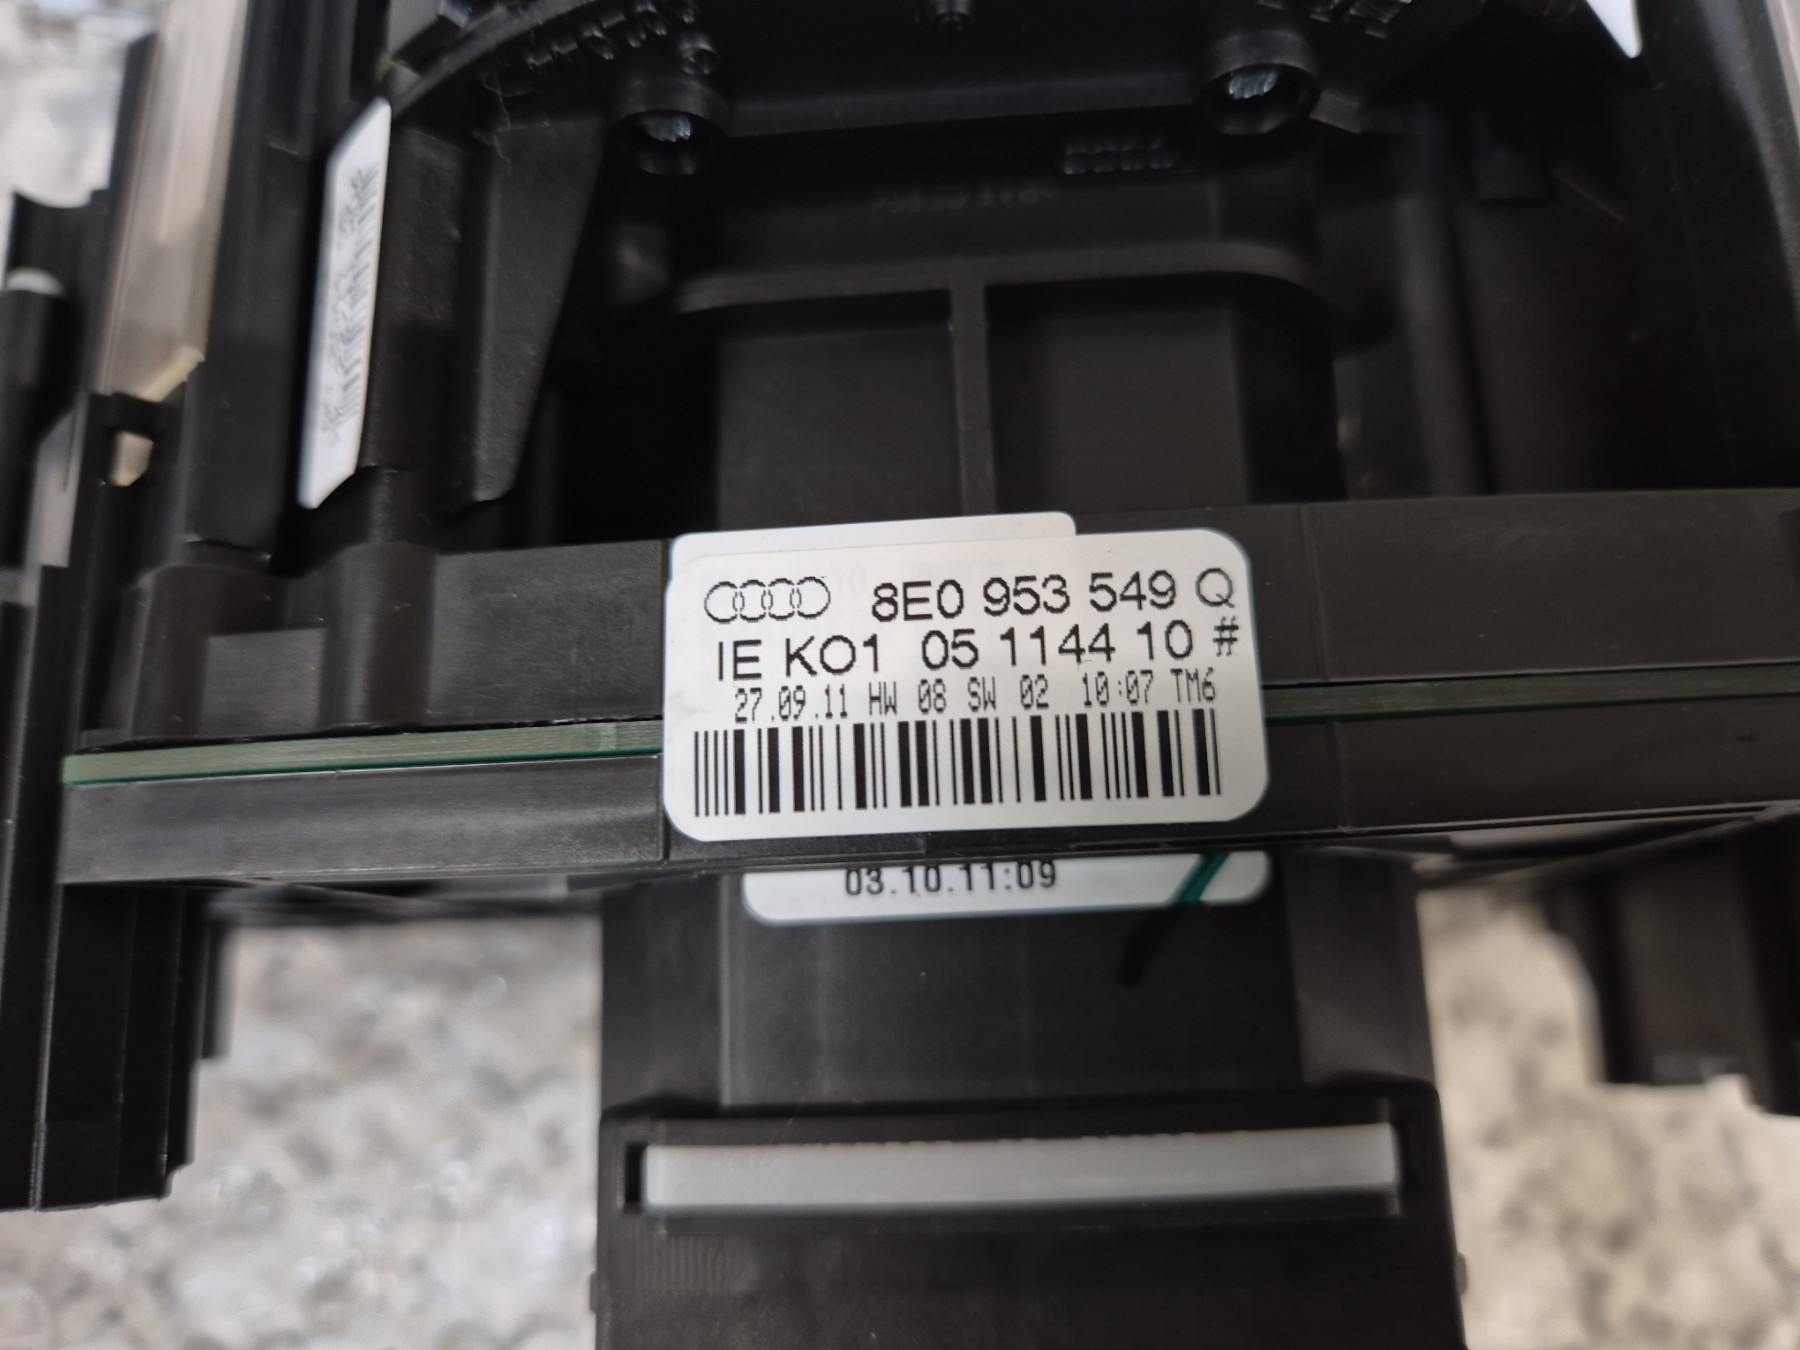 8E0 953 549 Q
IE KO1 05 1144 10 #
27.09.11 HW 08 SW 02 10:07 TM6
03.10.11:09